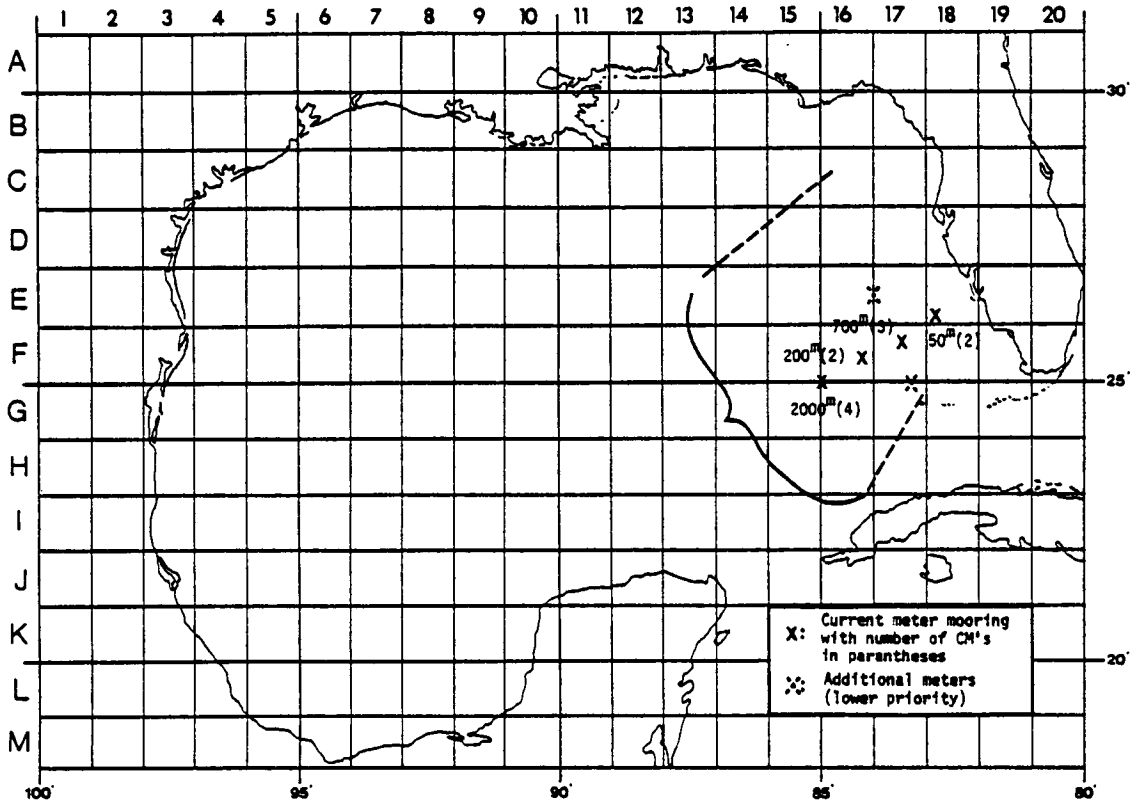 1 2 3 4 5 6 7 8 9 10 11 12 13 14 15 16 17 18 19 20
A
30°
B
C
D
E
700m(3)
50m(2)
F
200m(2)
25°
G
2000m(4)
H
I
J
K
X: Current meter mooring
with number of CM's
in parantheses
20°
L
Additional meters
(lower priority)
M
100° 95° 90° 85° 80°